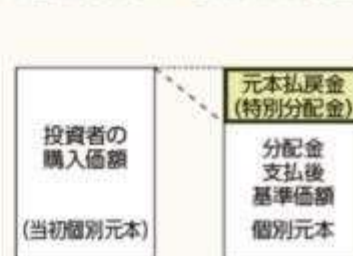 投資者の
購入価額
(当初個別元本)
元本払戻金
(特別分配金)
分配金
支払後
基準価額
個別元本